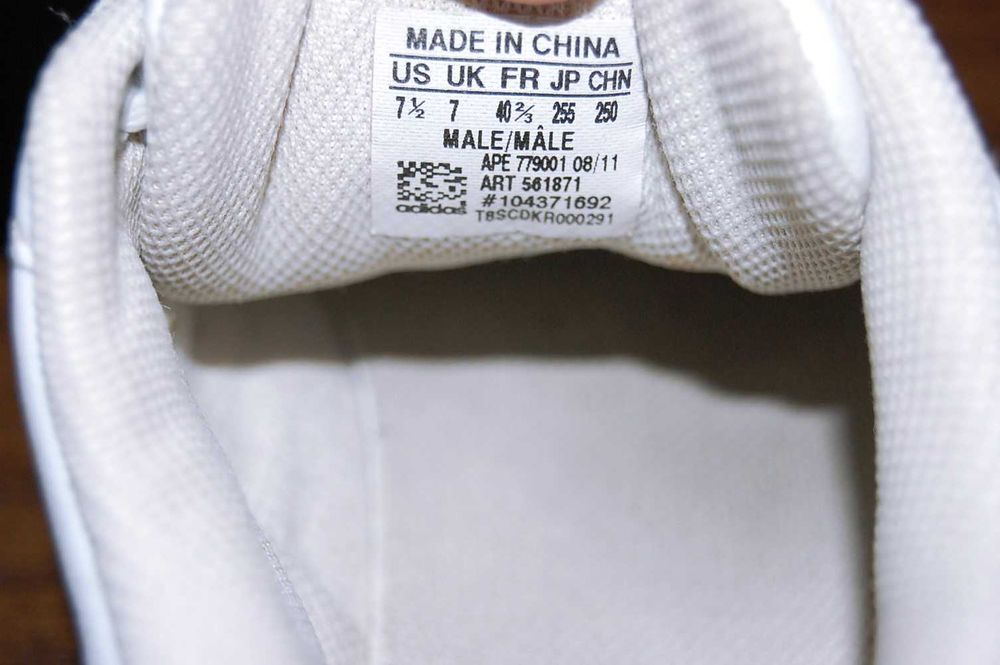 MADE IN CHINA
US UK FR JP CHN
7½ 7 40⅔ 255 250
MALE/MÂLE
APE 779001 08/11
ART 561871
#104371692
adidas TBSCDKR000291